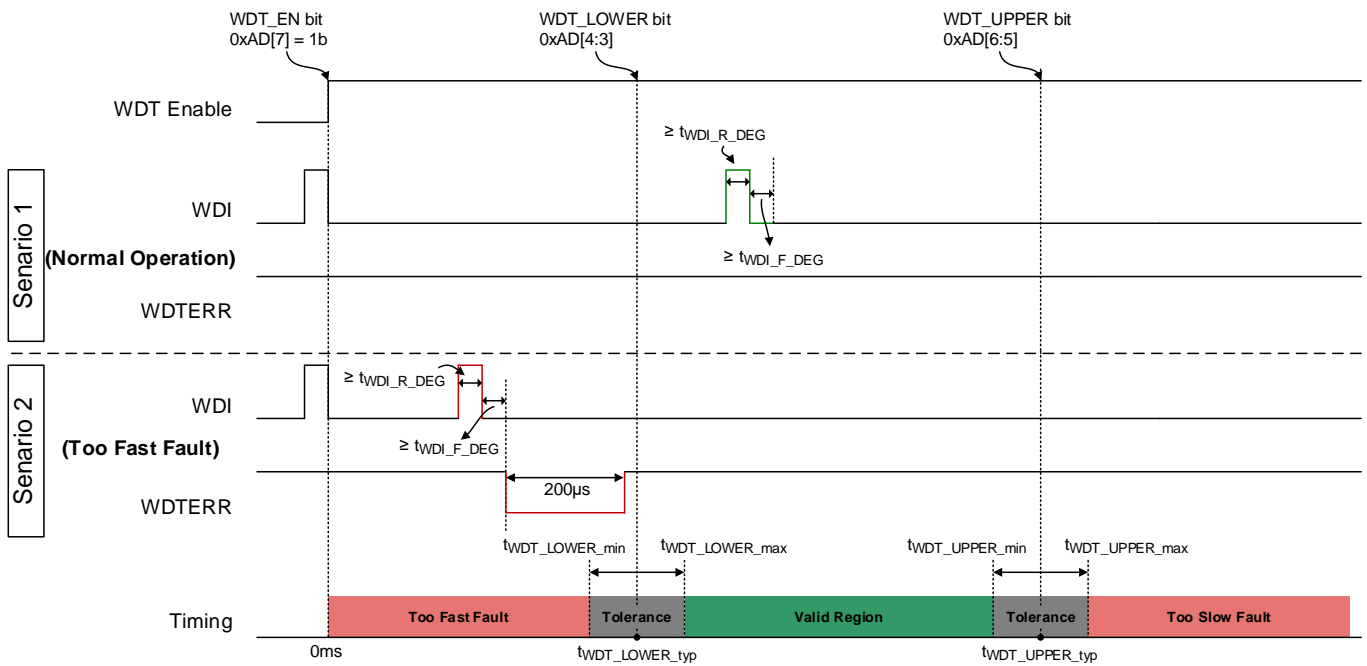 WDT_EN bit
0xAD[7] = 1b
WDT_LOWER bit
0xAD[4:3]
WDT_UPPER bit
0xAD[6:5]
WDT Enable
≥ tWDI_R_DEG
Senario 1
WDI
(Normal Operation)
≥ tWDI_F_DEG
WDTERR
Senario 2
≥ tWDI_R_DEG
WDI
(Too Fast Fault)
≥ tWDI_F_DEG
200µs
WDTERR
tWDT_LOWER_min
tWDT_LOWER_max
tWDT_UPPER_min
tWDT_UPPER_max
Timing
Too Fast Fault
Tolerance
Valid Region
Tolerance
Too Slow Fault
0ms
tWDT_LOWER_typ
tWDT_UPPER_typ